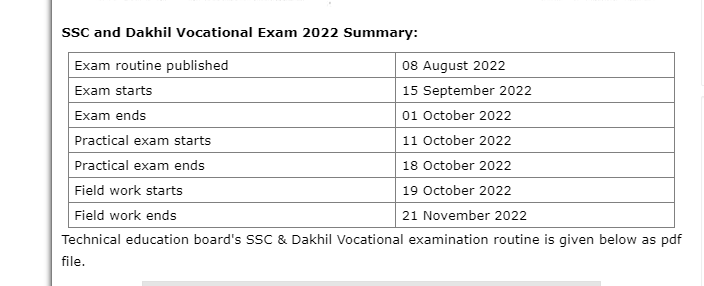 SSC and Dakhil Vocational Exam 2022 Summary:
Exam routine published 08 August 2022
Exam starts 15 September 2022
Exam ends 01 October 2022
Practical exam starts 11 October 2022
Practical exam ends 18 October 2022
Field work starts 19 October 2022
Field work ends 21 November 2022
Technical education board's SSC & Dakhil Vocational examination routine is given below as pdf
file.